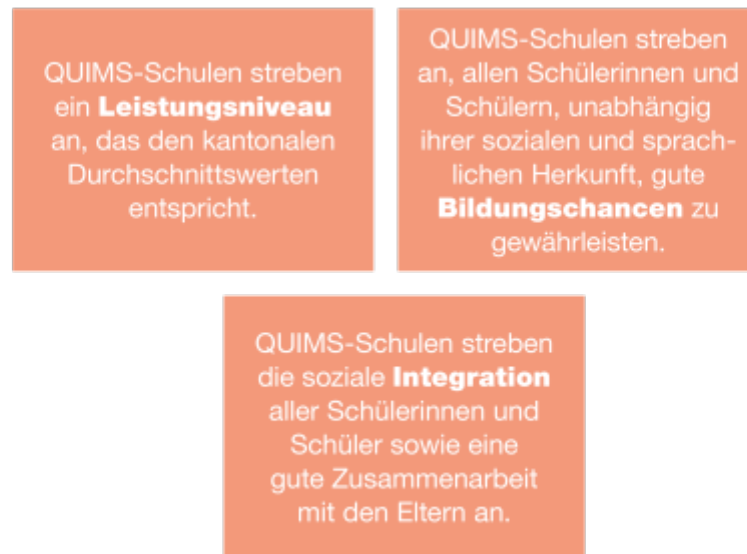 QUIMS-Schulen streben
ein Leistungsniveau
an, das den kantonalen
Durchschnittswerten
entspricht.
QUIMS-Schulen streben
an, allen Schülerinnen und
Schülern, unabhängig
ihrer sozialen und sprach-
lichen Herkunft, gute
Bildungschancen zu
gewährleisten.
QUIMS-Schulen streben
die soziale Integration
aller Schülerinnen und
Schüler sowie eine
gute Zusammenarbeit
mit den Eltern an.